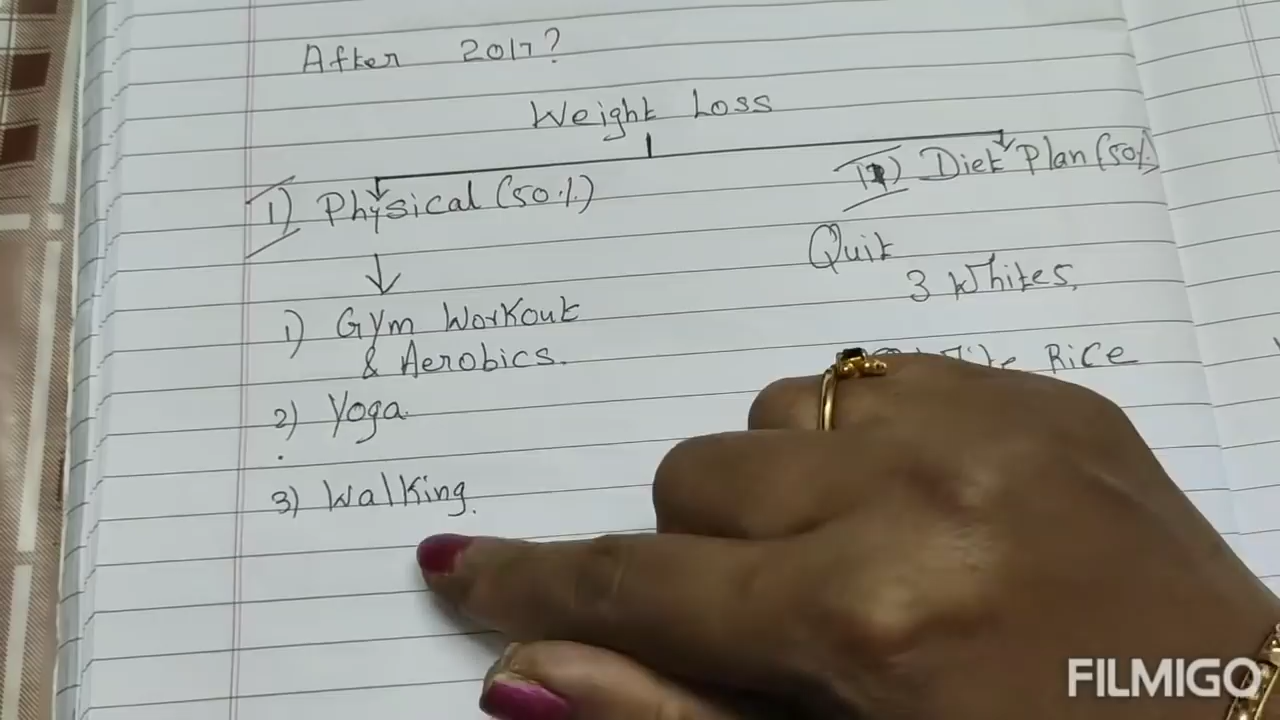 After 2017?
Weight Loss
1) Physical (50%)
II) Diet Plan (50%)
Quit
3 Whites,
1) Gym Workout
& Aerobics.
Rice
2) Yoga.
3) Walking.
FILMIGO